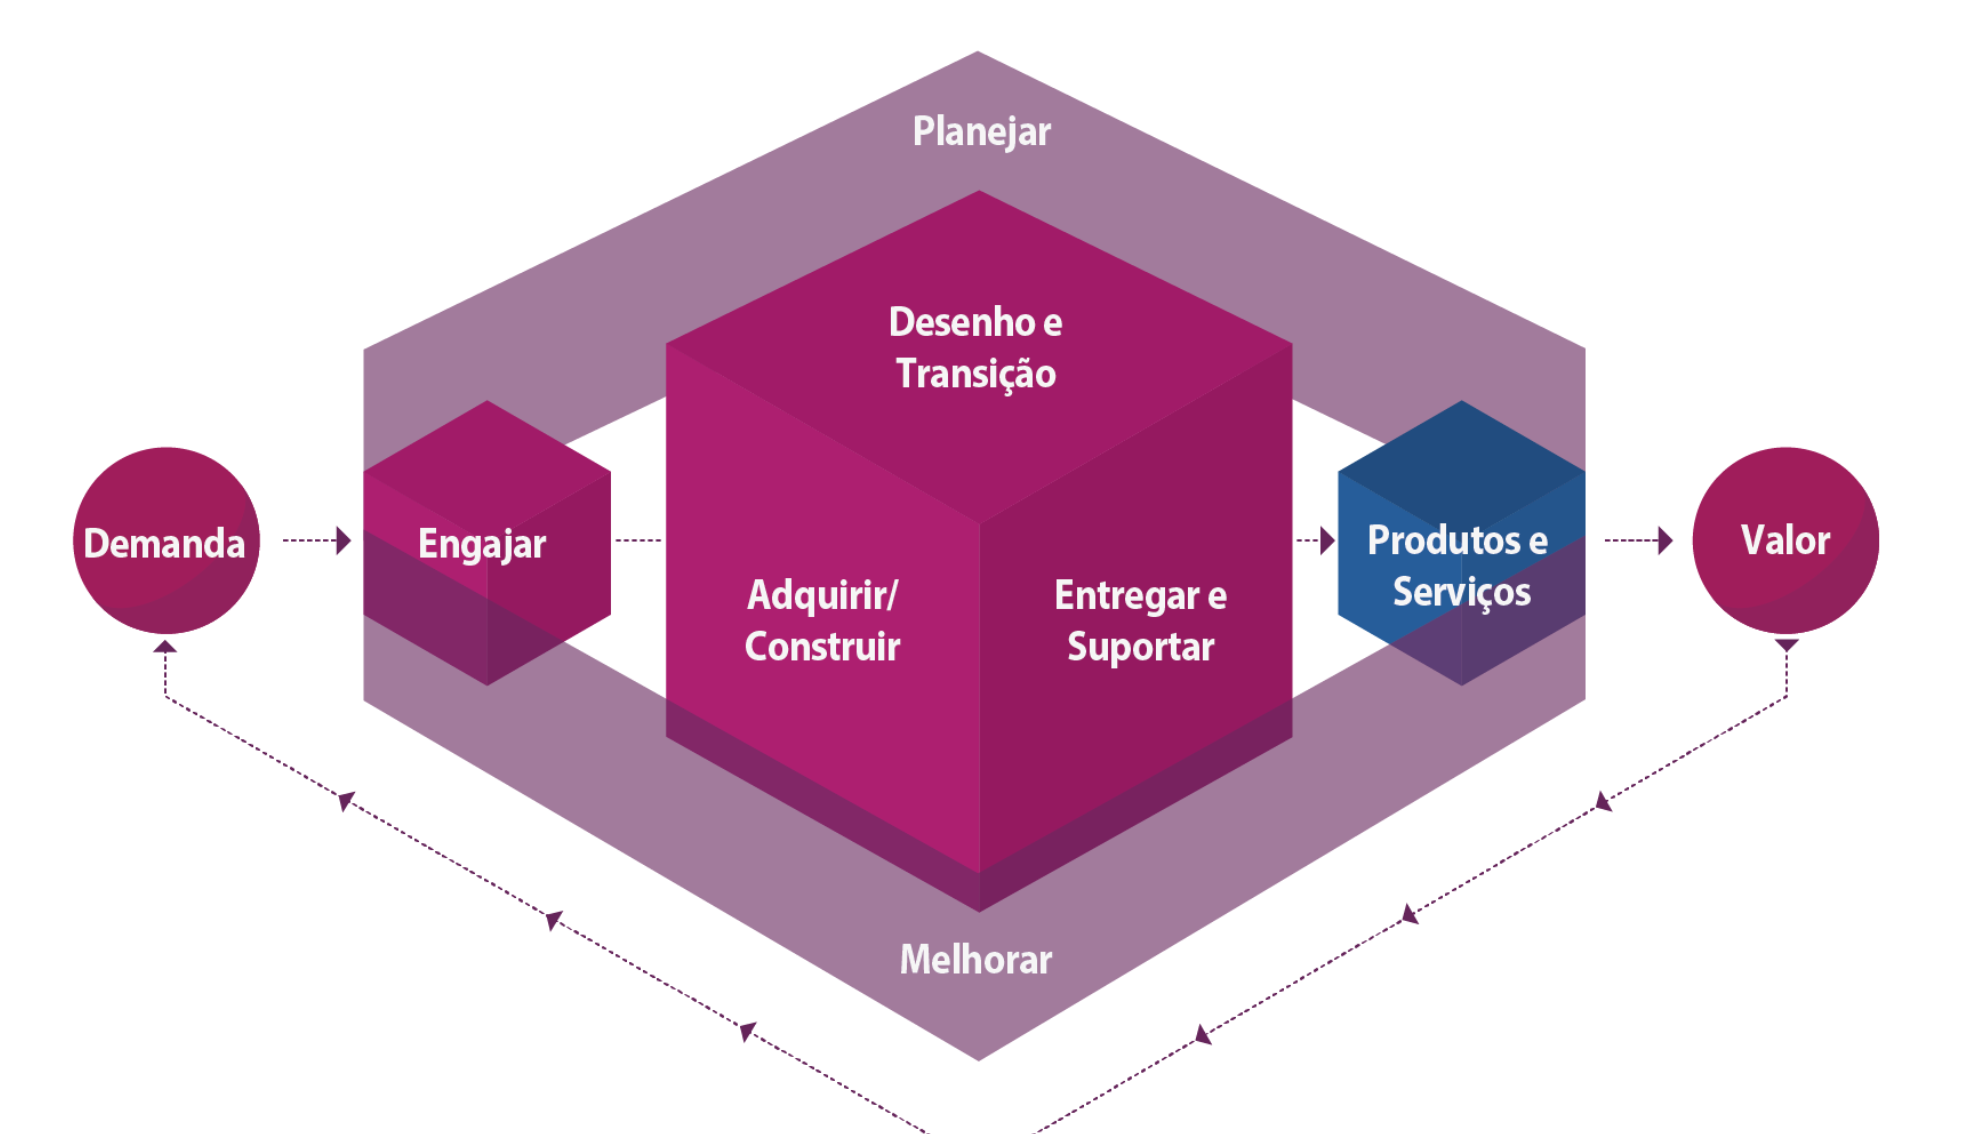 Planejar
Desenho e
Transição
Demanda
Engajar
Adquirir/
Construir
Entregar e
Suportar
Produtos e
Serviços
Valor
Melhorar